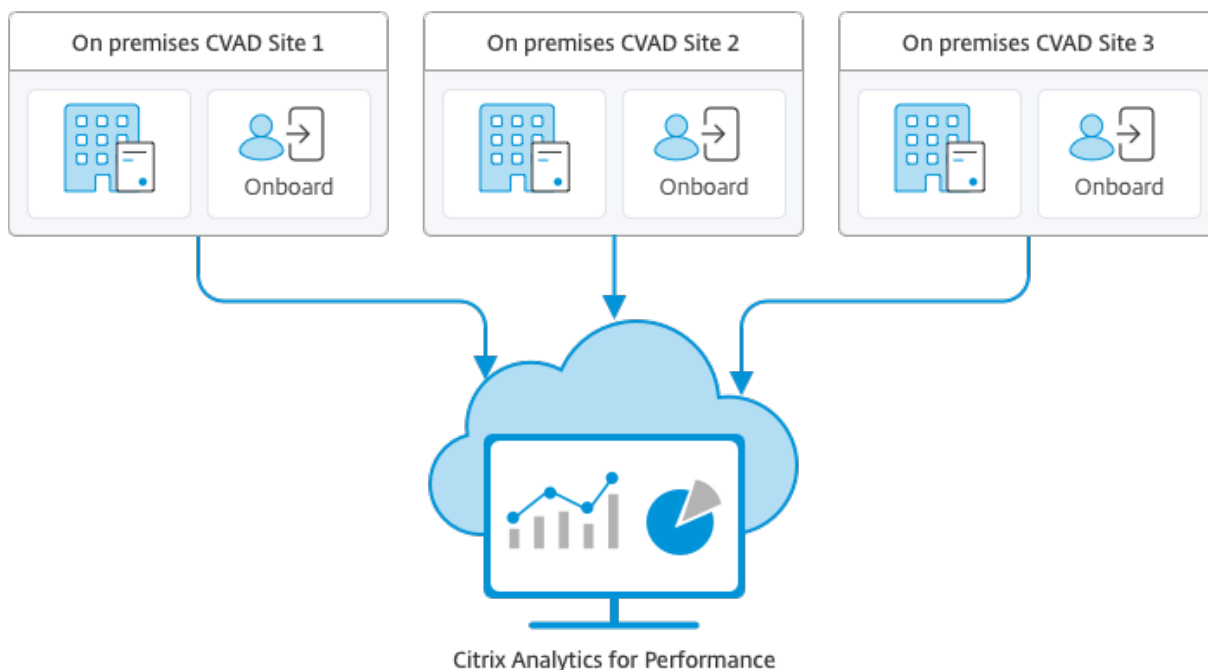 On premises CVAD Site 1
On premises CVAD Site 2
On premises CVAD Site 3
Onboard
Onboard
Onboard
Citrix Analytics for Performance